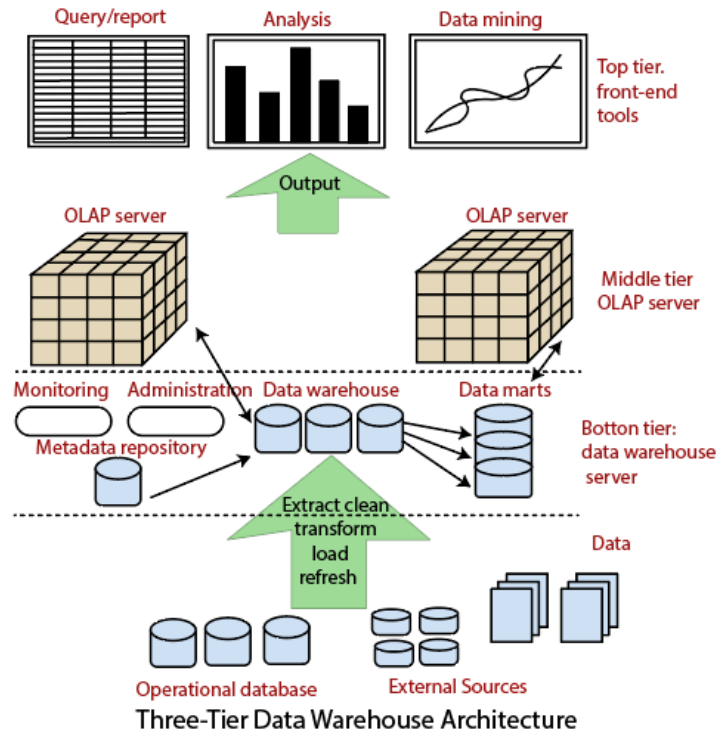 Query/report
Analysis
Data mining
Top tier.
front-end
tools
Output
OLAP server
OLAP server
Middle tier
OLAP server
Monitoring
Administration
Data warehouse
Data marts
Metadata repository
Botton tier:
data warehouse
server
Extract clean
transform
load
refresh
Data
Operational database
External Sources
Three-Tier Data Warehouse Architecture